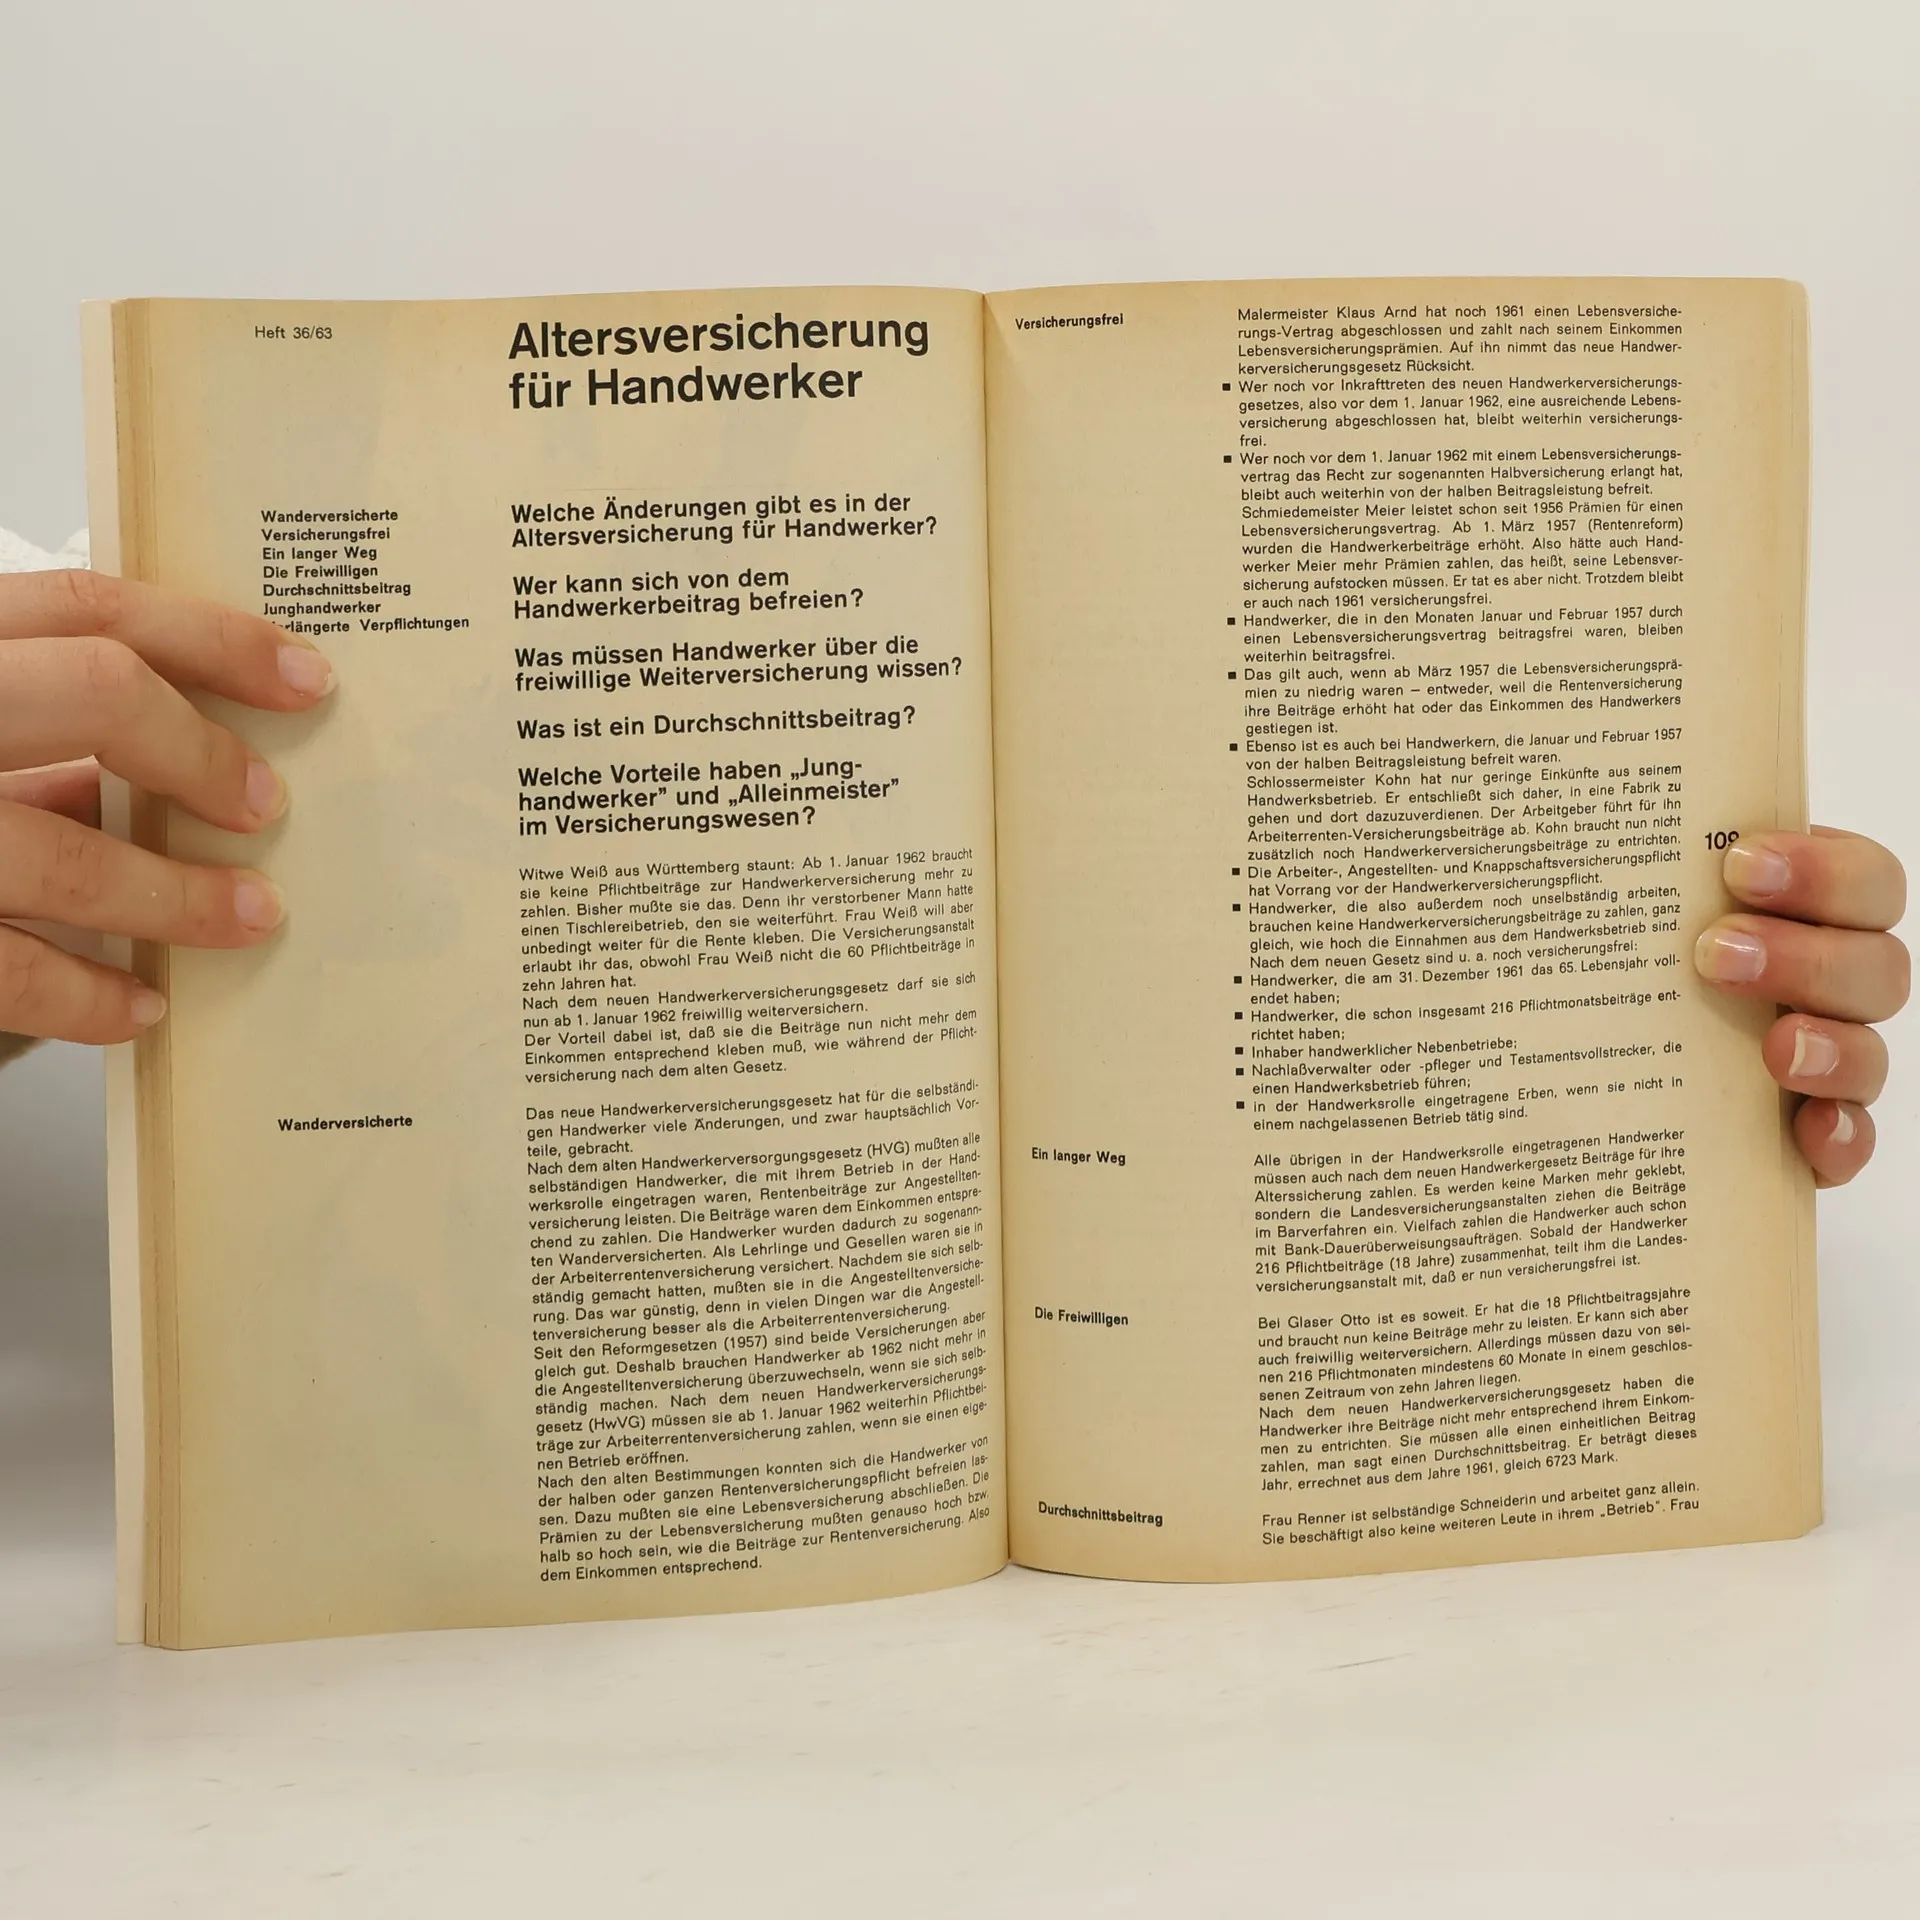 Heft 36/63
Altersversicherung
für Handwerker
Wanderversicherte
Versicherungsfrei
Ein langer Weg
Die Freiwilligen
Durchschnittsbeitrag
Junghandwerker
Verpflichtungen
Welche Änderungen gibt es in der
Altersversicherung für Handwerker?
Wer kann sich von dem
Handwerkerbeitrag befreien?
Was müssen Handwerker über die
freiwillige Weiterversicherung wissen?
Was ist ein Durchschnittsbeitrag?
Welche Vorteile haben „Jung-
handwerker” und „Alleinmeister”
im Versicherungswesen?
Witwe Weiß aus Württemberg staunt: Ab 1. Januar 1962 braucht
sie keine Pflichtbeiträge zur Handwerkerversicherung mehr zu
zahlen. Bisher mußte sie das. Denn ihr verstorbener Mann hatte
einen Tischlereibetrieb, den sie weiterführt. Frau Weiß will aber
unbedingt weiter für die Rente kleben. Die Versicherungsanstalt
erlaubt ihr das, obwohl Frau Weiß nicht die 60 Pflichtbeiträge in
zehn Jahren hat.
Nach dem neuen Handwerkerversicherungsgesetz darf sie sich
nun ab 1. Januar 1962 freiwillig weiterversichern.
Der Vorteil dabei ist, daß sie die Beiträge nun nicht mehr dem
Einkommen entsprechend kleben muß, wie während der Pflicht-
versicherung nach dem alten Gesetz.
Wanderversicherte
Das neue Handwerkerversicherungsgesetz hat für die selbständi-
gen Handwerker viele Änderungen, und zwar hauptsächlich Vor-
teile, gebracht.
Nach dem alten Handwerkerversorgungsgesetz (HVG) mußten alle
selbständigen Handwerker, die mit ihrem Betrieb in der Hand-
werksrolle eingetragen waren, Rentenbeiträge zur Angestellten-
versicherung leisten. Die Beiträge waren dem Einkommen entspre-
chend zu zahlen. Die Handwerker wurden dadurch zu sogenann-
ten Wanderversicherten. Als Lehrlinge und Gesellen waren sie in
der Arbeiterrentenversicherung versichert. Nachdem sie sich selb-
ständig gemacht hatten, mußten sie in die Angestelltenversiche-
rung. Das war günstig, denn in vielen Dingen war die Angestell-
tenversicherung besser als die Arbeiterrentenversicherung.
Seit den Reformgesetzen (1957) sind beide Versicherungen aber
gleich gut. Deshalb brauchen Handwerker ab 1962 nicht mehr in
die Angestelltenversicherung überzuwechseln, wenn sie sich selb-
ständig machen. Nach dem neuen Handwerkerversicherungs-
gesetz (HwVG) müssen sie ab 1. Januar 1962 weiterhin Pflichtbei-
träge zur Arbeiterrentenversicherung zahlen, wenn sie einen eige-
nen Betrieb eröffnen.
Nach den alten Bestimmungen konnten sich die Handwerker von
der halben oder ganzen Rentenversicherungspflicht befreien las-
sen. Dazu mußten sie eine Lebensversicherung abschließen. Die
Prämien zu der Lebensversicherung mußten genauso hoch bzw.
halb so hoch sein, wie die Beiträge zur Rentenversicherung. Also
dem Einkommen entsprechend.
Versicherungsfrei
Malermeister Klaus Arnd hat noch 1961 einen Lebensversiche-
rungs-Vertrag abgeschlossen und zahlt nach seinem Einkommen
Lebensversicherungsprämien. Auf ihn nimmt das neue Handwer-
kerversicherungsgesetz Rücksicht.
■ Wer noch vor Inkrafttreten des neuen Handwerkerversicherungs-
gesetzes, also vor dem 1. Januar 1962, eine ausreichende Lebens-
versicherung abgeschlossen hat, bleibt weiterhin versicherungs-
frei.
■ Wer noch vor dem 1. Januar 1962 mit einem Lebensversicherungs-
vertrag das Recht zur sogenannten Halbversicherung erlangt hat,
bleibt auch weiterhin von der halben Beitragsleistung befreit.
Schmiedemeister Meier leistet schon seit 1956 Prämien für einen
Lebensversicherungsvertrag. Ab 1. März 1957 (Rentenreform)
wurden die Handwerkerbeiträge erhöht. Also hätte auch Hand-
werker Meier mehr Prämien zahlen, das heißt, seine Lebensver-
sicherung aufstocken müssen. Er tat es aber nicht. Trotzdem bleibt
er auch nach 1961 versicherungsfrei.
■ Handwerker, die in den Monaten Januar und Februar 1957 durch
einen Lebensversicherungsvertrag beitragsfrei waren, bleiben
weiterhin beitragsfrei.
■ Das gilt auch, wenn ab März 1957 die Lebensversicherungsprä-
mien zu niedrig waren – entweder, weil die Rentenversicherung
ihre Beiträge erhöht hat oder das Einkommen des Handwerkers
gestiegen ist.
■ Ebenso ist es auch bei Handwerkern, die Januar und Februar 1957
von der halben Beitragsleistung befreit waren.
Schlossermeister Kohn hat nur geringe Einkünfte aus seinem
Handwerksbetrieb. Er entschließt sich daher, in eine Fabrik zu
gehen und dort dazuzuverdienen. Der Arbeitgeber führt für ihn
Arbeiterrenten-Versicherungsbeiträge ab. Kohn braucht nun nicht
zusätzlich noch Handwerkerversicherungsbeiträge zu entrichten.
■ Die Arbeiter-, Angestellten- und Knappschaftsversicherungspflicht
hat Vorrang vor der Handwerkerversicherungspflicht.
■ Handwerker, die also außerdem noch unselbständig arbeiten,
brauchen keine Handwerkerversicherungsbeiträge zu zahlen, ganz
gleich, wie hoch die Einnahmen aus dem Handwerksbetrieb sind.
Nach dem neuen Gesetz sind u. a. noch versicherungsfrei:
■ Handwerker, die am 31. Dezember 1961 das 65. Lebensjahr voll-
endet haben;
■ Handwerker, die schon insgesamt 216 Pflichtmonatsbeiträge ent-
richtet haben;
■ Inhaber handwerklicher Nebenbetriebe;
■ Nachlaßverwalter oder -pfleger und Testamentsvollstrecker, die
einen Handwerksbetrieb führen;
■ in der Handwerksrolle eingetragene Erben, wenn sie nicht in
einem nachgelassenen Betrieb tätig sind.
109
Ein langer Weg
Alle übrigen in der Handwerksrolle eingetragenen Handwerker
müssen auch nach dem neuen Handwerkergesetz Beiträge für ihre
Alterssicherung zahlen. Es werden keine Marken mehr geklebt,
sondern die Landesversicherungsanstalten ziehen die Beiträge
im Barverfahren ein. Vielfach zahlen die Handwerker auch schon
mit Bank-Dauerüberweisungsaufträgen. Sobald der Handwerker
216 Pflichtbeiträge (18 Jahre) zusammenhat, teilt ihm die Landes-
versicherungsanstalt mit, daß er nun versicherungsfrei ist.
Die Freiwilligen
Bei Glaser Otto ist es soweit. Er hat die 18 Pflichtbeitragsjahre
und braucht nun keine Beiträge mehr zu leisten. Er kann sich aber
auch freiwillig weiterversichern. Allerdings müssen dazu von sei-
nen 216 Pflichtmonaten mindestens 60 Monate in einem geschlos-
senen Zeitraum von zehn Jahren liegen.
Nach dem neuen Handwerkerversicherungsgesetz haben die
Handwerker ihre Beiträge nicht mehr entsprechend ihrem Einkom-
men zu entrichten. Sie müssen alle einen einheitlichen Beitrag
zahlen, man sagt einen Durchschnittsbeitrag. Er beträgt dieses
Jahr, errechnet aus dem Jahre 1961, gleich 6723 Mark.
Durchschnittsbeitrag
Frau Renner ist selbständige Schneiderin und arbeitet ganz allein.
Sie beschäftigt also keine weiteren Leute in ihrem „Betrieb”. Frau